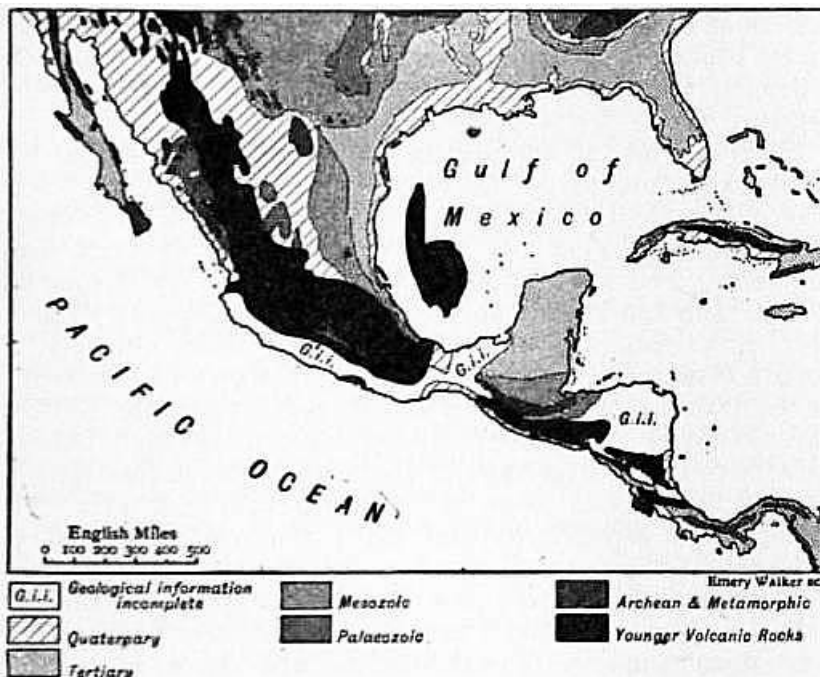 Gulf of
Mexico
PACIFIC
OCEAN
G.i.i.
G.i.i.
G.i.i.
English Miles
0 100 200 300 400 500
Emery Walker sc
G.i.i. Geological information
incomplete
Quaterpary
Tertiary
Mesozoic
Palaeozoic
Archean & Metamorphic
Younger Volcanic Rocks